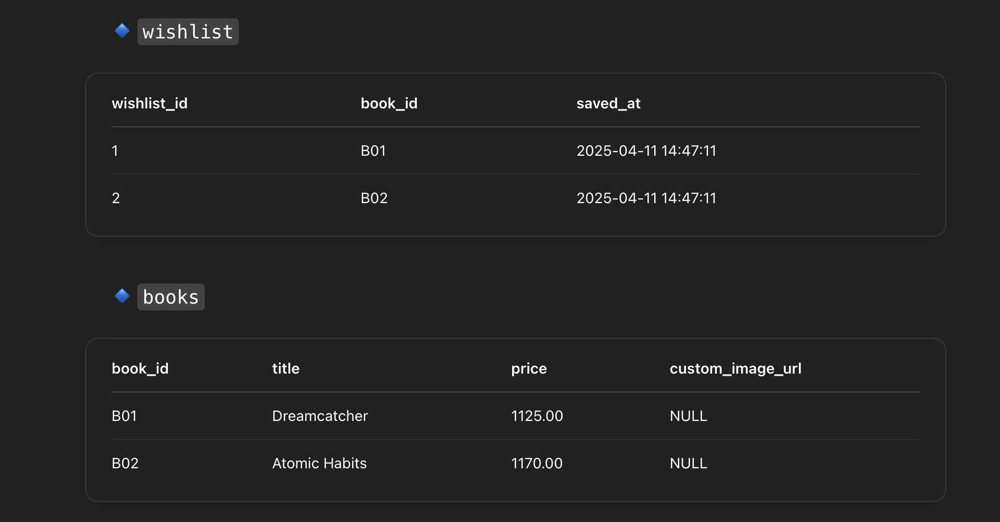 wishlist
wishlist_id book_id saved_at
1 B01 2025-04-11 14:47:11
2 B02 2025-04-11 14:47:11
books
book_id title price custom_image_url
B01 Dreamcatcher 1125.00 NULL
B02 Atomic Habits 1170.00 NULL